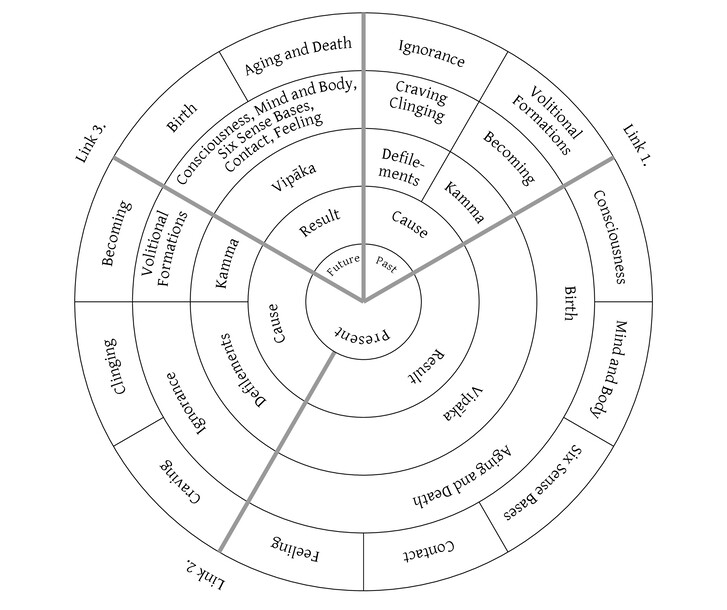 Aging and Death
Ignorance
Birth
Consciousness, Mind and Body,
Six Sense Bases,
Contact, Feeling
Craving
Clinging
Volitional
Formations
Link 3.
Link 1.
Vipāka
Defile-
ments
Becoming
Kamma
Result
Cause
Future
Past
Becoming
Volitional
Formations
Kamma
Cause
Present
Result
Vipāka
Birth
Aging and Death
Consciousness
Mind and Body
Six Sense Bases
Contact
Feeling
Link 2.
Craving
Clinging
Ignorance
Defilements